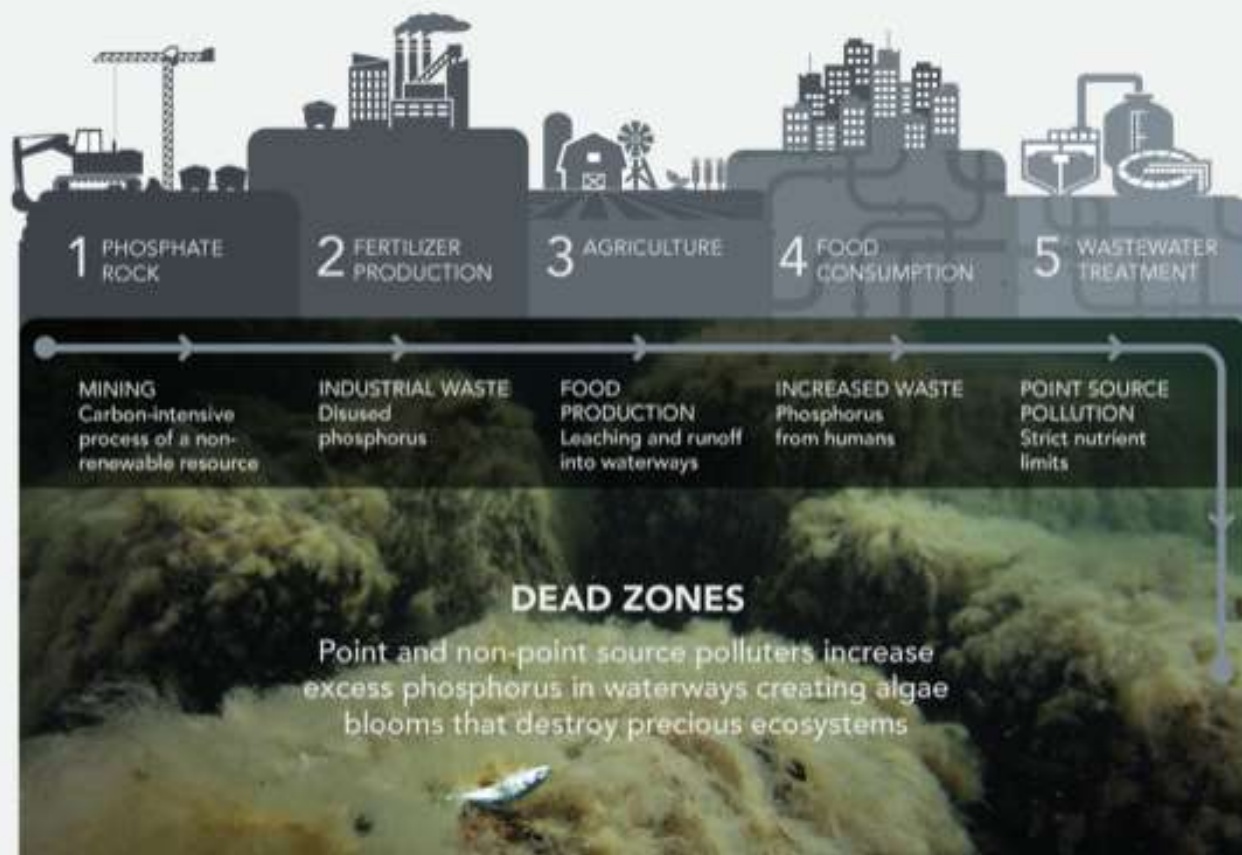 1 PHOSPHATE
ROCK
2 FERTILIZER
PRODUCTION
3 AGRICULTURE
4 FOOD
CONSUMPTION
5 WASTEWATER
TREATMENT
MINING
Carbon-intensive
process of a non-
renewable resource
INDUSTRIAL WASTE
Disused
phosphorus
FOOD
PRODUCTION
Leaching and runoff
into waterways
INCREASED WASTE
Phosphorus
from humans
POINT SOURCE
POLLUTION
Strict nutrient
limits
DEAD ZONES
Point and non-point source polluters increase
excess phosphorus in waterways creating algae
blooms that destroy precious ecosystems